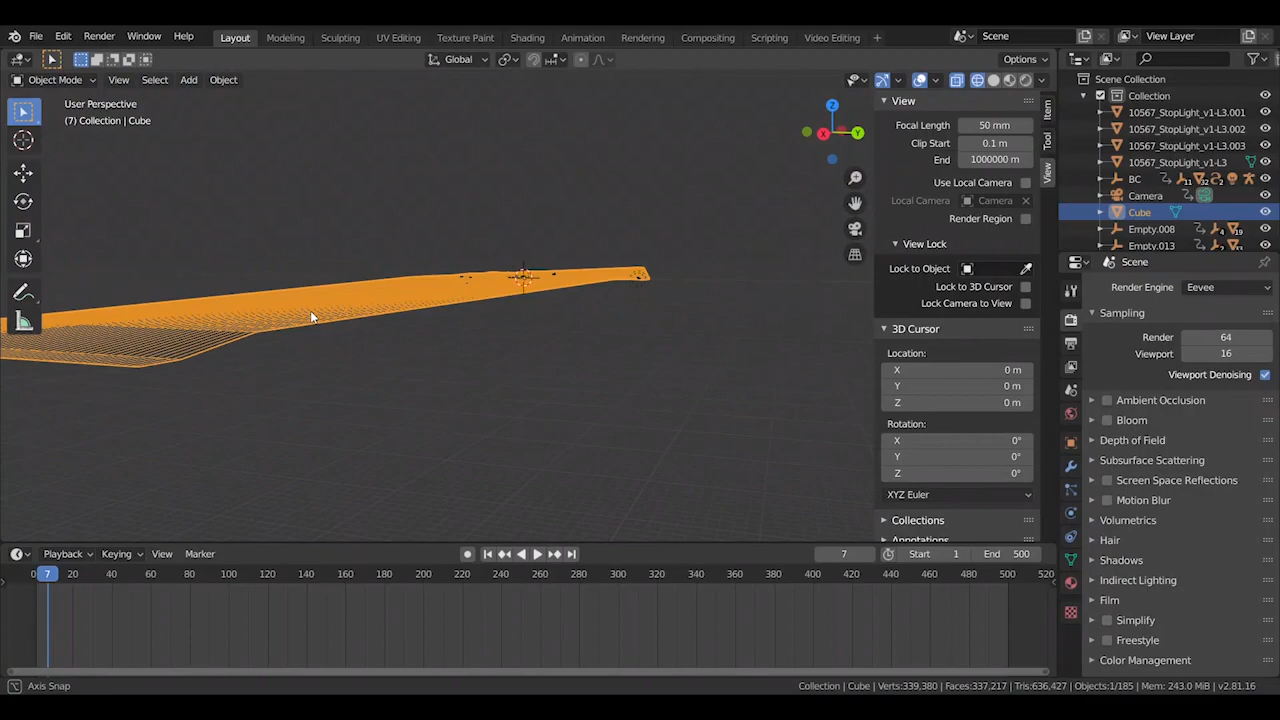 File Edit Render Window Help Layout Modeling Sculpting UV Editing Texture Paint Shading Animation Rendering Compositing Scripting Video Editing Scene View Layer
Global Options
Object Mode View Select Add Object
User Perspective
(7) Collection | Cube
View
Focal Length 50 mm
Clip Start 0.1 m
End 1000000 m
Use Local Camera
Local Camera Camera
Render Region
View Lock
Lock to Object
Lock to 3D Cursor
Lock Camera to View
3D Cursor
Location:
X 0 m
Y 0 m
Z 0 m
Rotation:
X 0°
Y 0°
Z 0°
XYZ Euler
Collections
Item
Tool
View
Scene Collection
Collection
10567_StopLight_v1-L3.001
10567_StopLight_v1-L3.002
10567_StopLight_v1-L3.003
10567_StopLight_v1-L3
BC 11 32 2
Camera
Cube
Empty.008 4 19
Empty.013
Scene
Render Engine Eevee
Sampling
Render 64
Viewport 16
Viewport Denoising
Ambient Occlusion
Bloom
Depth of Field
Subsurface Scattering
Screen Space Reflections
Motion Blur
Volumetrics
Hair
Shadows
Indirect Lighting
Film
Simplify
Freestyle
Color Management
Playback Keying View Marker 7 Start 1 End 500
0 7 20 40 60 80 100 120 140 160 180 200 220 240 260 280 300 320 340 360 380 400 420 440 460 480 500 520
Axis Snap Collection | Cube | Verts:339,380 | Faces:337,217 | Tris:636,427 | Objects:1/185 | Mem: 243.0 MiB | v2.81.16